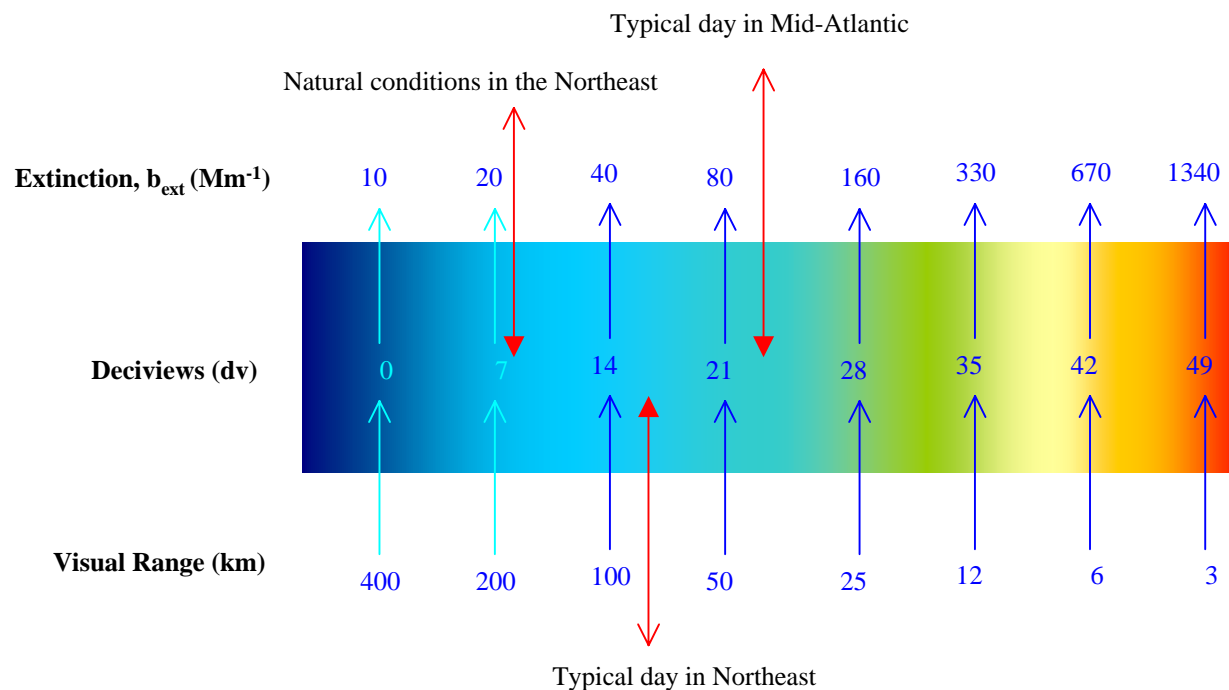 Typical day in Mid-Atlantic
Natural conditions in the Northeast
Extinction, b_ext (Mm⁻¹) 10 20 40 80 160 330 670 1340
Deciviews (dv) 0 7 14 21 28 35 42 49
Visual Range (km) 400 200 100 50 25 12 6 3
Typical day in Northeast